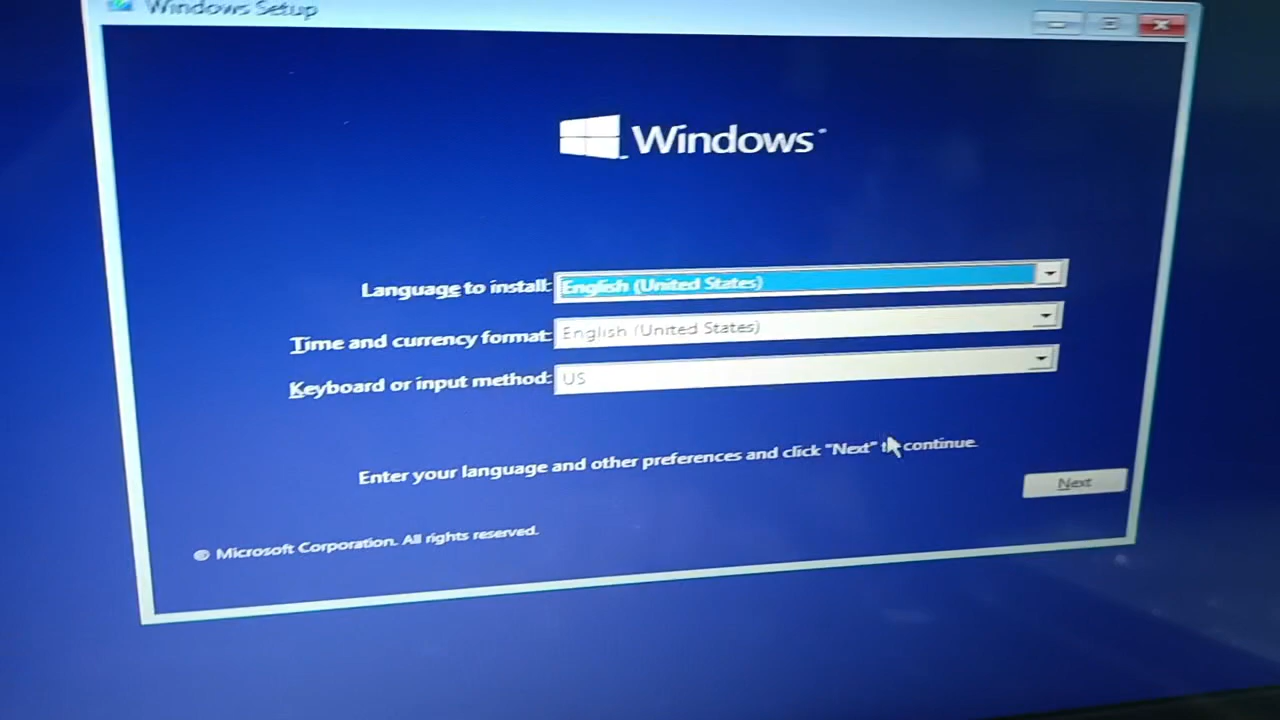 Windows Setup
Windows
Language to install: English (United States)
Time and currency format: English (United States)
Keyboard or input method: US
Enter your language and other preferences and click "Next" to continue.
Next
© Microsoft Corporation. All rights reserved.